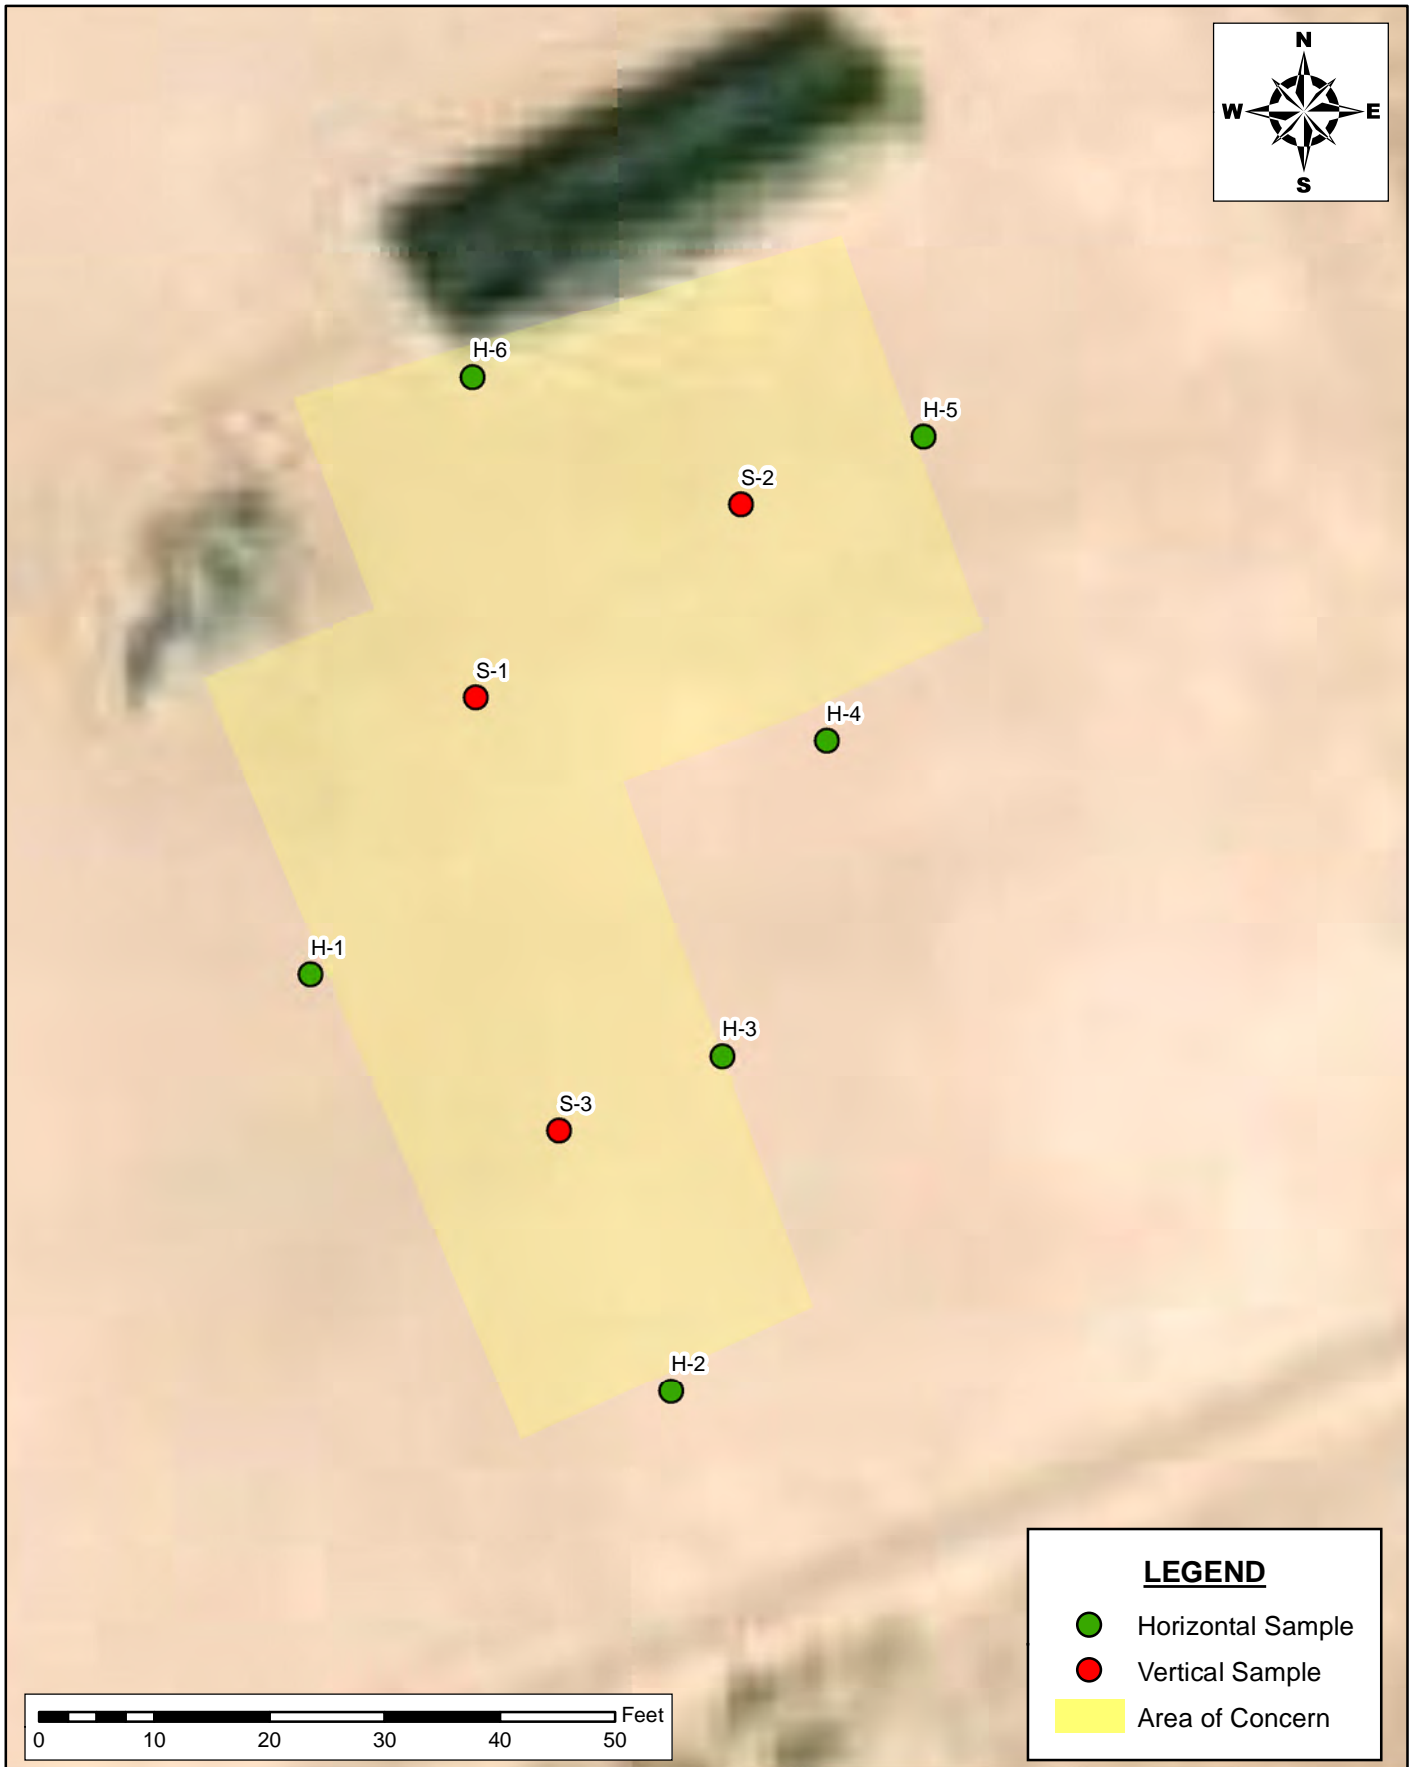 N
W E
S
H-6
H-5
S-2
S-1
H-4
H-1
H-3
S-3
H-2
LEGEND
Horizontal Sample
Vertical Sample
Area of Concern
Feet
0 10 20 30 40 50